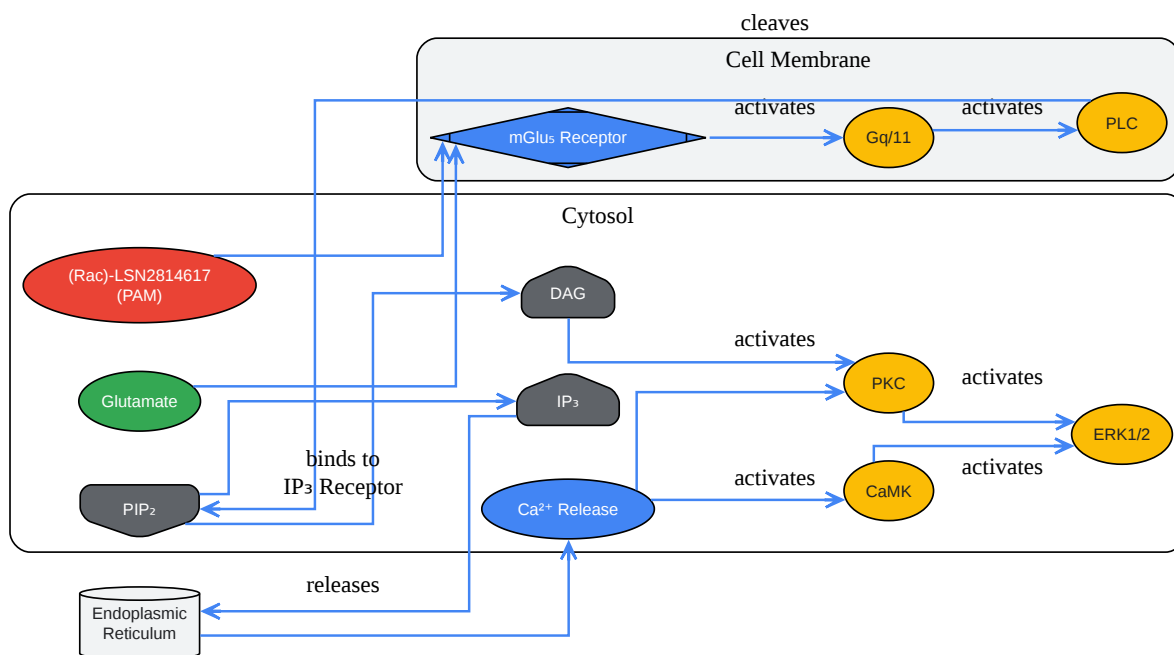 cleaves
Cell Membrane
activates
activates
mGlu₅ Receptor
Gq/11
PLC
Cytosol
(Rac)-LSN2814617
(PAM)
DAG
activates
PKC
activates
Glutamate
IP₃
ERK1/2
binds to
IP₃ Receptor
activates
activates
PIP₂
Ca²⁺ Release
CaMK
releases
Endoplasmic
Reticulum